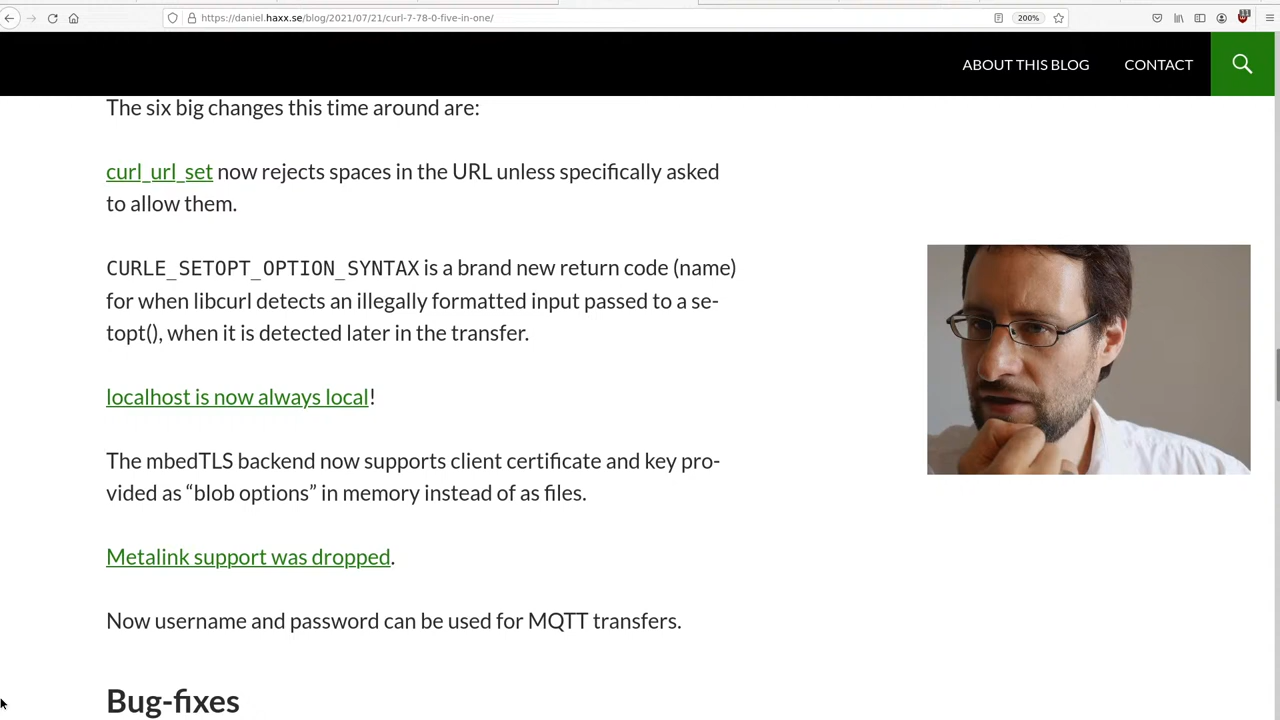 https://daniel.haxx.se/blog/2021/07/21/curl-7-78-0-five-in-one/
200%
ABOUT THIS BLOG
CONTACT
The six big changes this time around are:
curl_url_set now rejects spaces in the URL unless specifically asked
to allow them.
CURLE_SETOPT_OPTION_SYNTAX is a brand new return code (name)
for when libcurl detects an illegally formatted input passed to a se-
topt(), when it is detected later in the transfer.
localhost is now always local!
The mbedTLS backend now supports client certificate and key pro-
vided as “blob options” in memory instead of as files.
Metalink support was dropped.
Now username and password can be used for MQTT transfers.
Bug-fixes